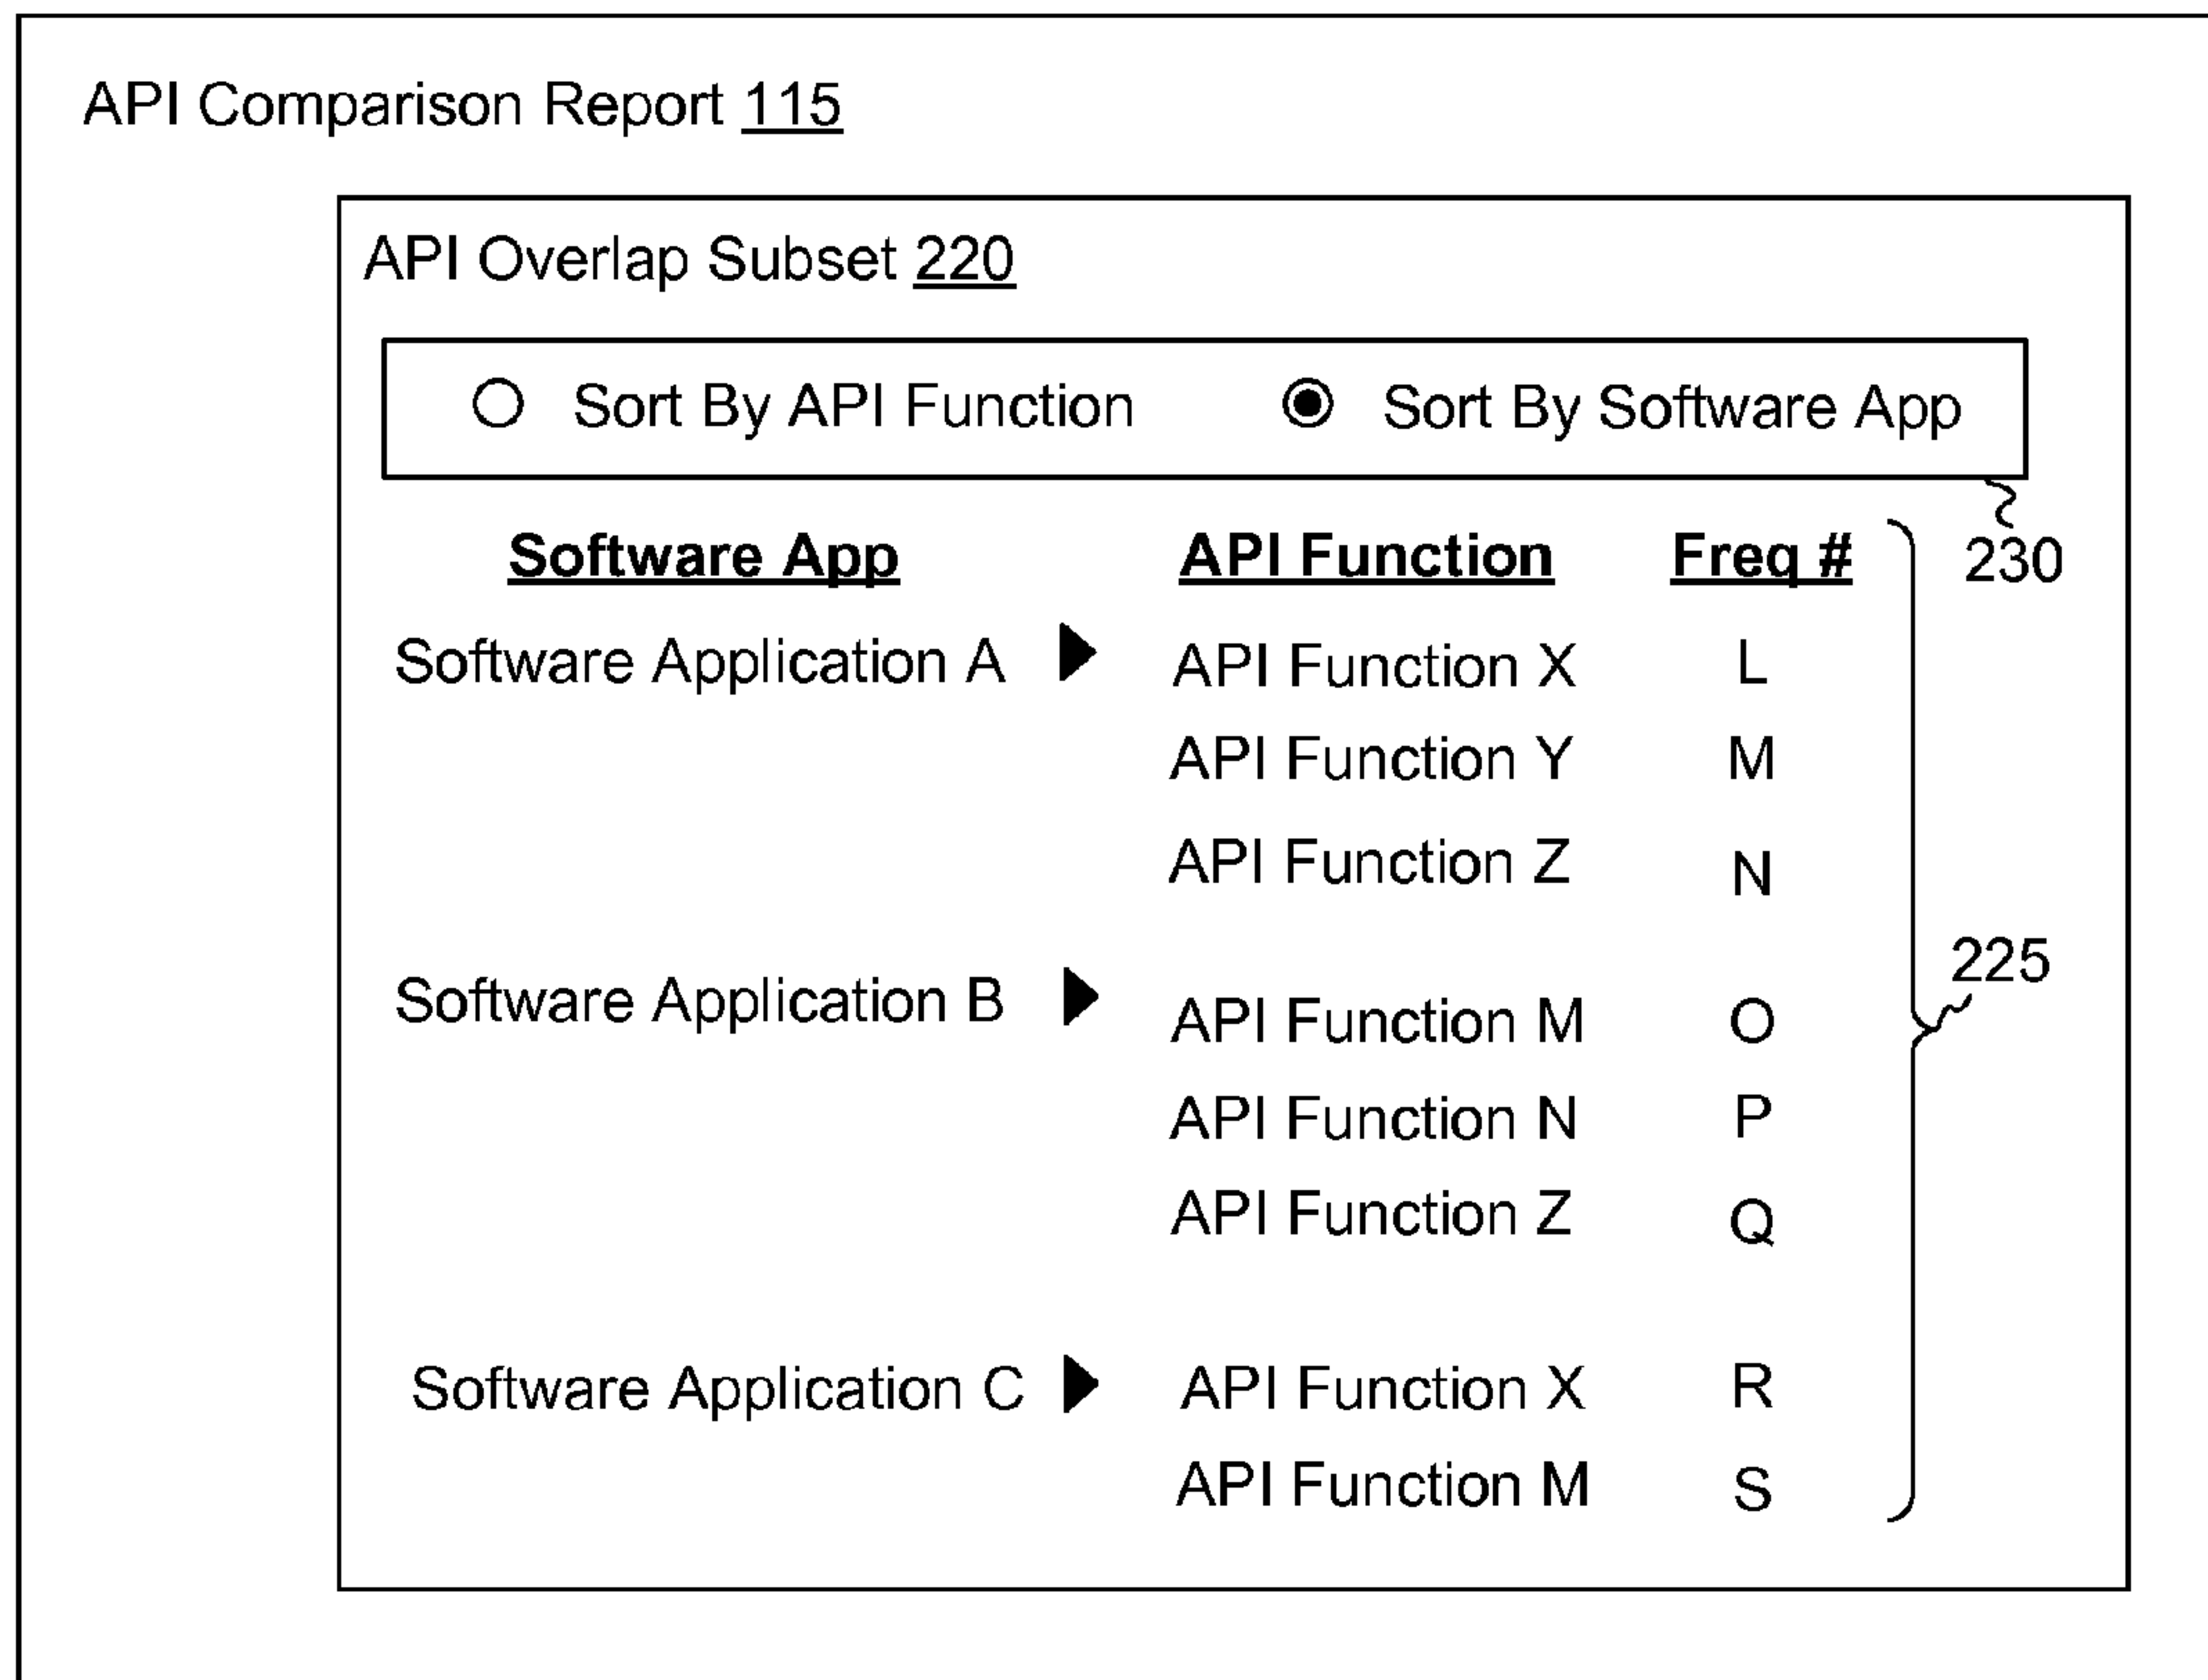 API Comparison Report 115
API Overlap Subset 220
Sort By API Function Sort By Software App
230
Software App API Function Freq #
Software Application A API Function X L
API Function Y M
API Function Z N
225
Software Application B API Function M O
API Function N P
API Function Z Q
Software Application C API Function X R
API Function M S